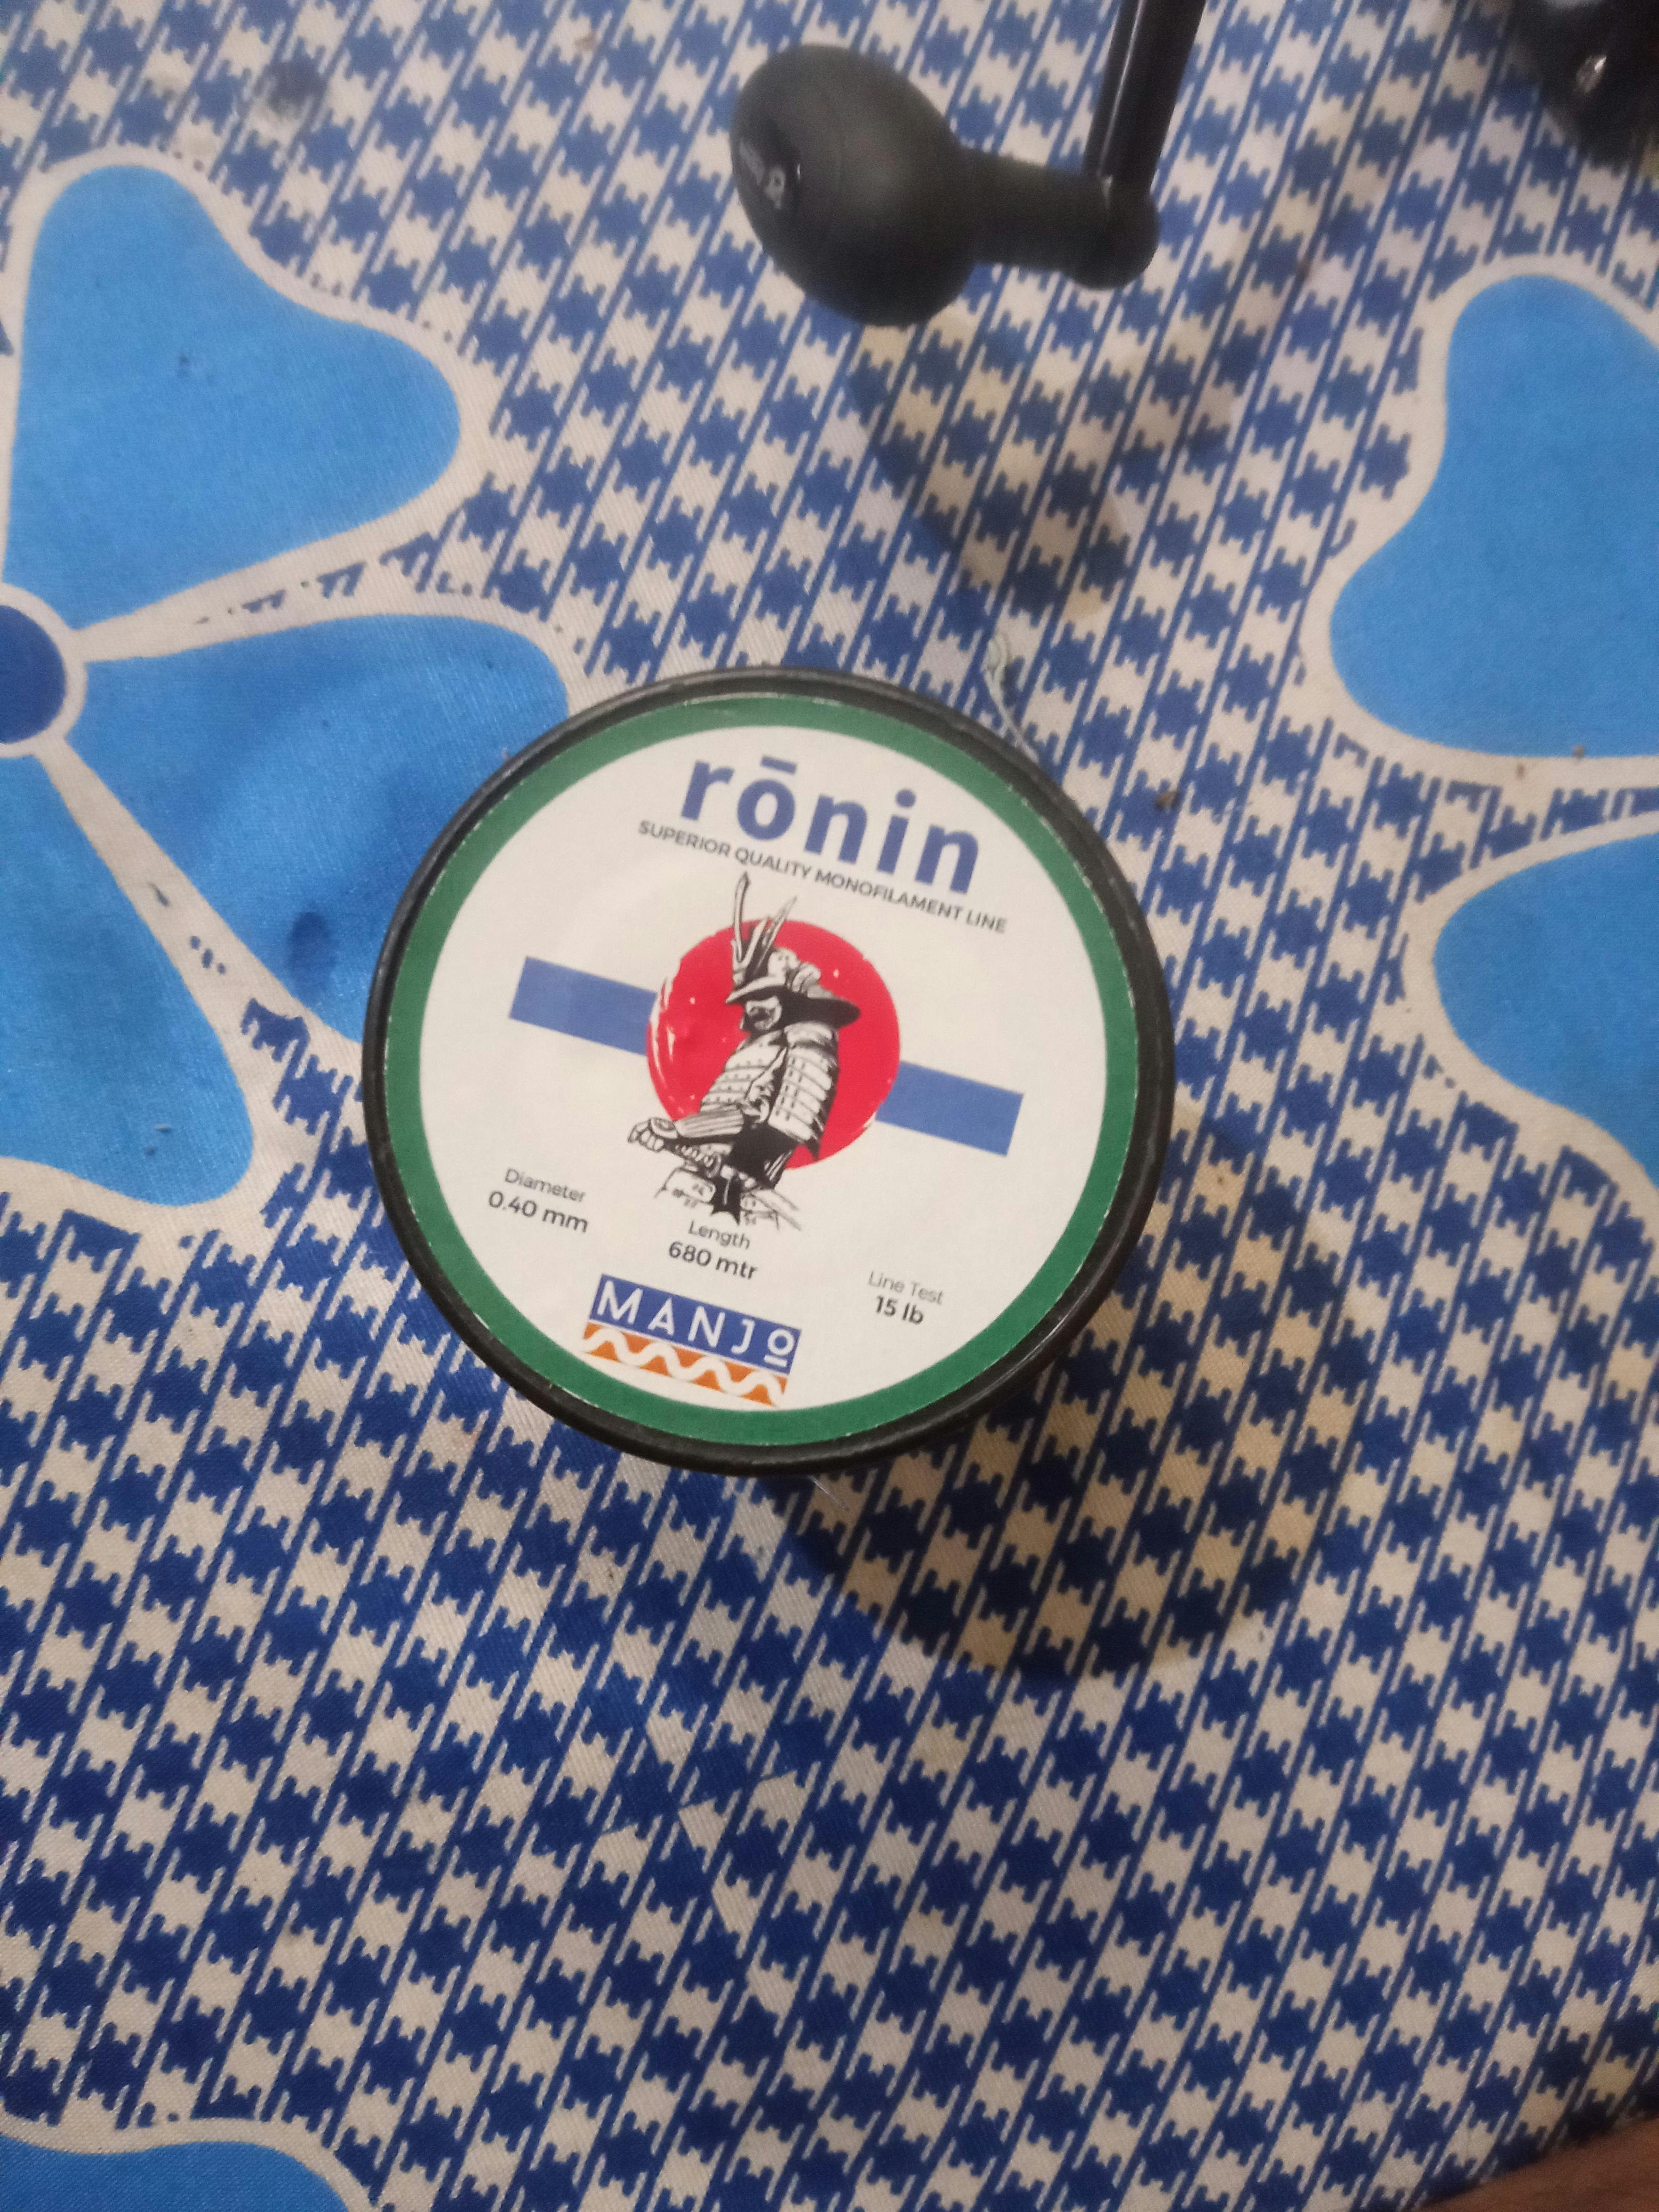 rōnin
SUPERIOR QUALITY MONOFILAMENT LINE
Diameter
0.40 mm
Length
680 mtr
Line Test
15 lb
MANJO